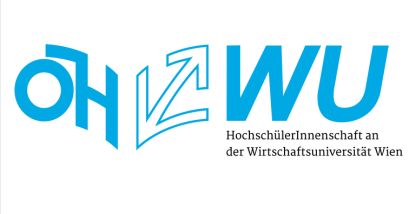 ÖH WU
HochschülerInnenschaft an
der Wirtschaftsuniversität Wien